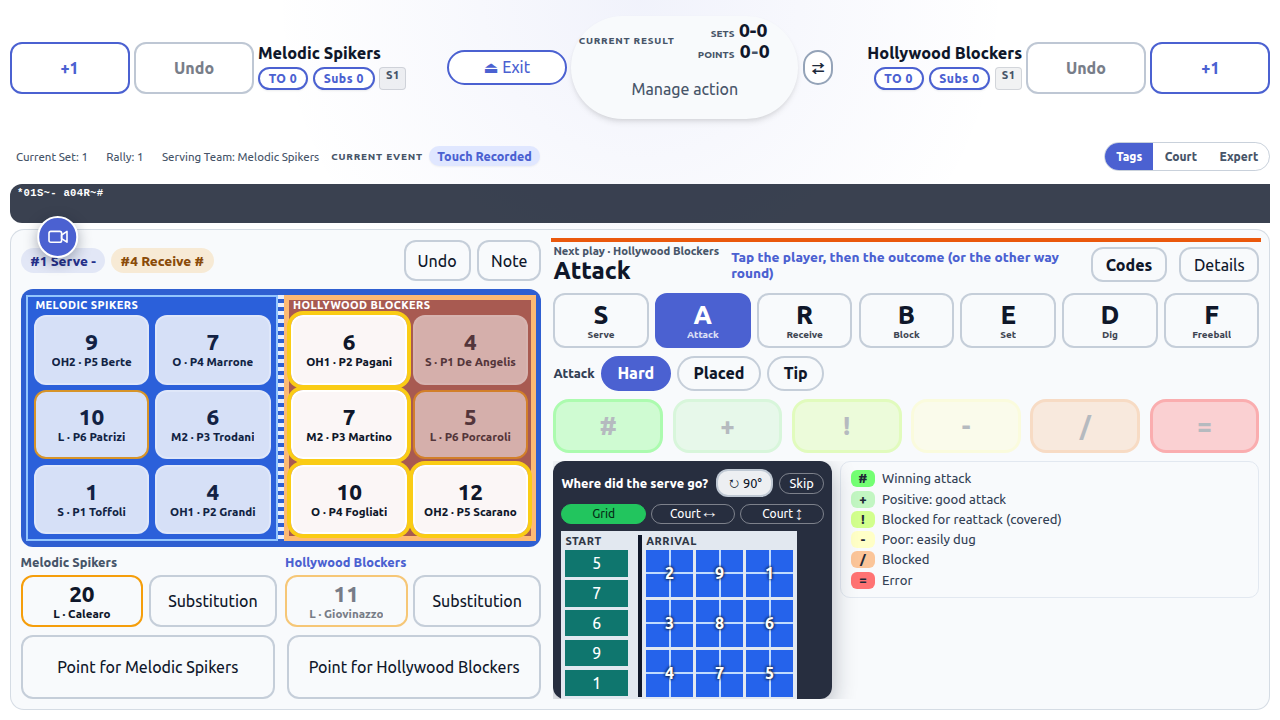 +1
Undo
Melodic Spikers
TO 0
Subs 0
S1
⏏ Exit
CURRENT RESULT
SETS 0-0
POINTS 0-0
Manage action
⇄
Hollywood Blockers
TO 0
Subs 0
S1
Undo
+1
Current Set: 1
Rally: 1
Serving Team: Melodic Spikers
CURRENT EVENT
Touch Recorded
Tags
Court
Expert
*01S~- a04R~#
#1 Serve -
#4 Receive #
Undo
Note
MELODIC SPIKERS
HOLLYWOOD BLOCKERS
9
OH2 · P5 Berte
7
O · P4 Marrone
6
OH1 · P2 Pagani
4
S · P1 De Angelis
10
L · P6 Patrizi
6
M2 · P3 Trodani
7
M2 · P3 Martino
5
L · P6 Porcaroli
1
S · P1 Toffoli
4
OH1 · P2 Grandi
10
O · P4 Fogliati
12
OH2 · P5 Scarano
Melodic Spikers
Hollywood Blockers
20
L · Calearo
Substitution
11
L · Giovinazzo
Substitution
Point for Melodic Spikers
Point for Hollywood Blockers
Next play · Hollywood Blockers
Attack
Tap the player, then the outcome (or the other way
round)
Codes
Details
S
Serve
A
Attack
R
Receive
B
Block
E
Set
D
Dig
F
Freeball
Attack
Hard
Placed
Tip
#
+
!
-
/
=
Where did the serve go?
↻ 90°
Skip
Grid
Court ↔
Court ↕
START
ARRIVAL
5
7
6
9
1
2 9 1
3 8 6
4 7 5
# Winning attack
+ Positive: good attack
! Blocked for reattack (covered)
- Poor: easily dug
/ Blocked
= Error